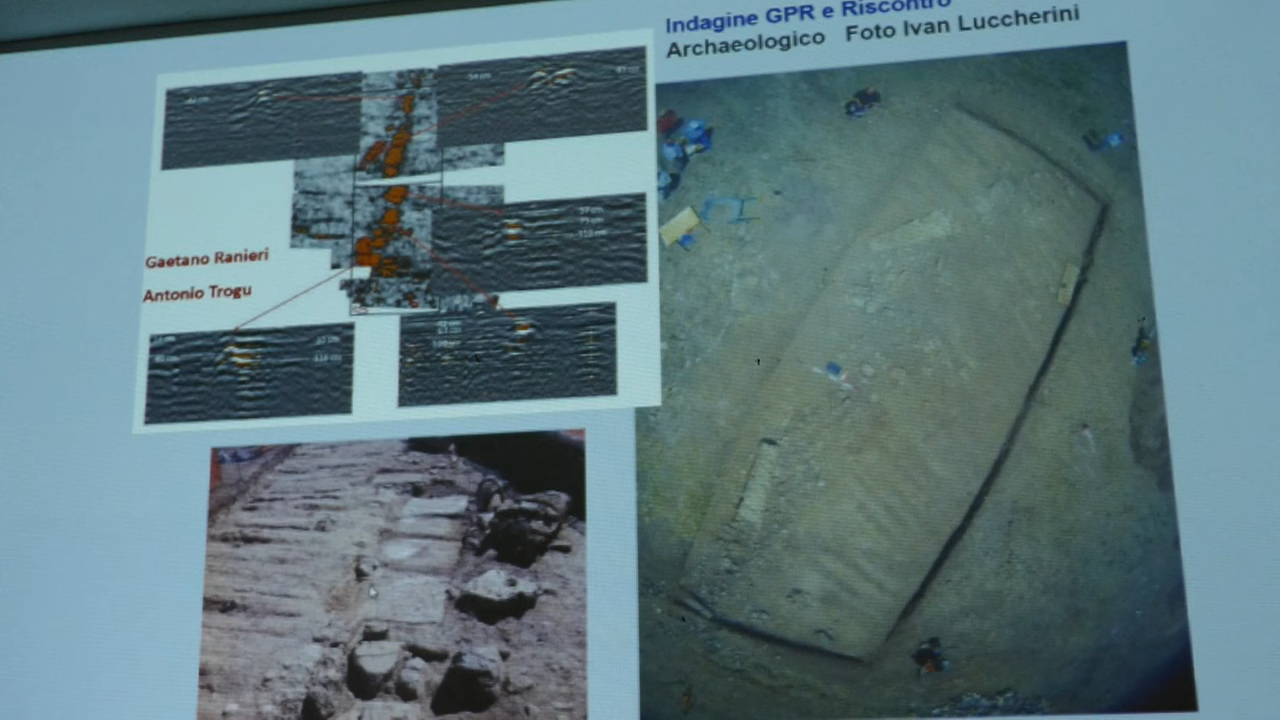 Indagine GPR e Riscontro
Archaeologico Foto Ivan Luccherini
Gaetano Ranieri
Antonio Trogu